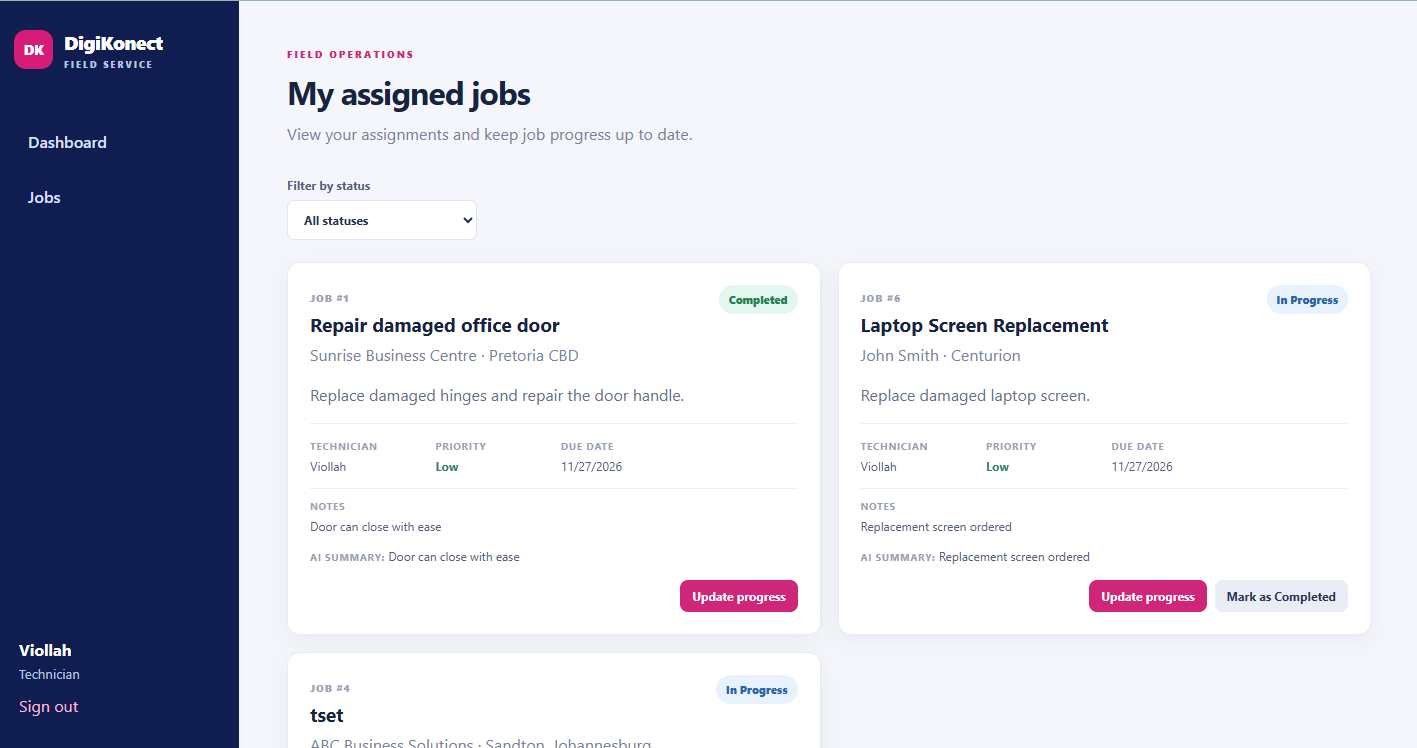 DK
DigiKonect
FIELD SERVICE
Dashboard
Jobs
Viollah
Technician
Sign out
FIELD OPERATIONS
My assigned jobs
View your assignments and keep job progress up to date.
Filter by status
All statuses
JOB #1
Completed
Repair damaged office door
Sunrise Business Centre · Pretoria CBD
Replace damaged hinges and repair the door handle.
TECHNICIAN PRIORITY DUE DATE
Viollah Low 11/27/2026
NOTES
Door can close with ease
AI SUMMARY: Door can close with ease
Update progress
JOB #6
In Progress
Laptop Screen Replacement
John Smith · Centurion
Replace damaged laptop screen.
TECHNICIAN PRIORITY DUE DATE
Viollah Low 11/27/2026
NOTES
Replacement screen ordered
AI SUMMARY: Replacement screen ordered
Update progress Mark as Completed
JOB #4
In Progress
tset
ABC Business Solutions · Sandton, Johannesburg